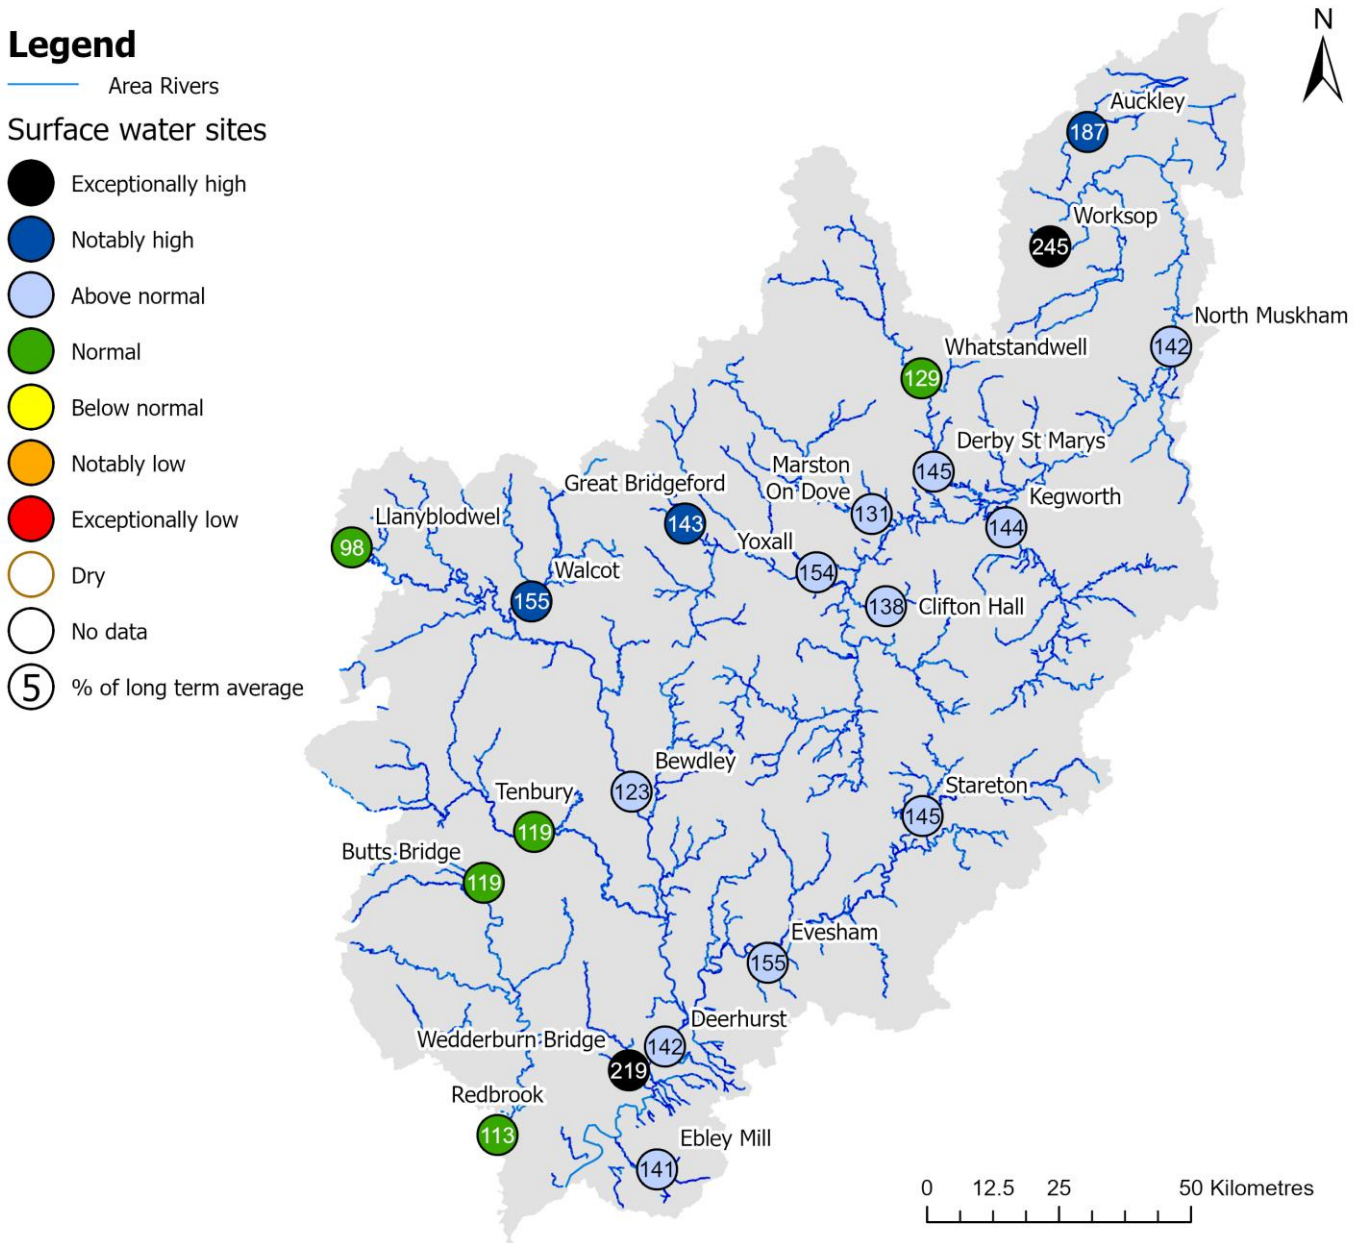 Legend
Area Rivers
Surface water sites
Exceptionally high
Notably high
Above normal
Normal
Below normal
Notably low
Exceptionally low
Dry
No data
5 % of long term average
N
Auckley
187
Worksop
245
North Muskham
142
Whatstandwell
129
Derby St Marys
145
Marston
On Dove
131
Kegworth
144
Great Bridgeford
143
Llanyblodwel
98
Yoxall
154
Walcot
155
138 Clifton Hall
Bewdley
123
Stareton
145
Tenbury
119
Butts Bridge
119
Evesham
155
Deerhurst
142
Wedderburn Bridge
219
Redbrook
113
Ebley Mill
141
0 12.5 25 50 Kilometres